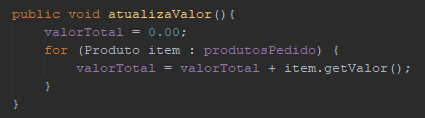 public void atualizaValor(){
valorTotal = 0.00;
for (Produto item : produtosPedido) {
valorTotal = valorTotal + item.getValor();
}
}